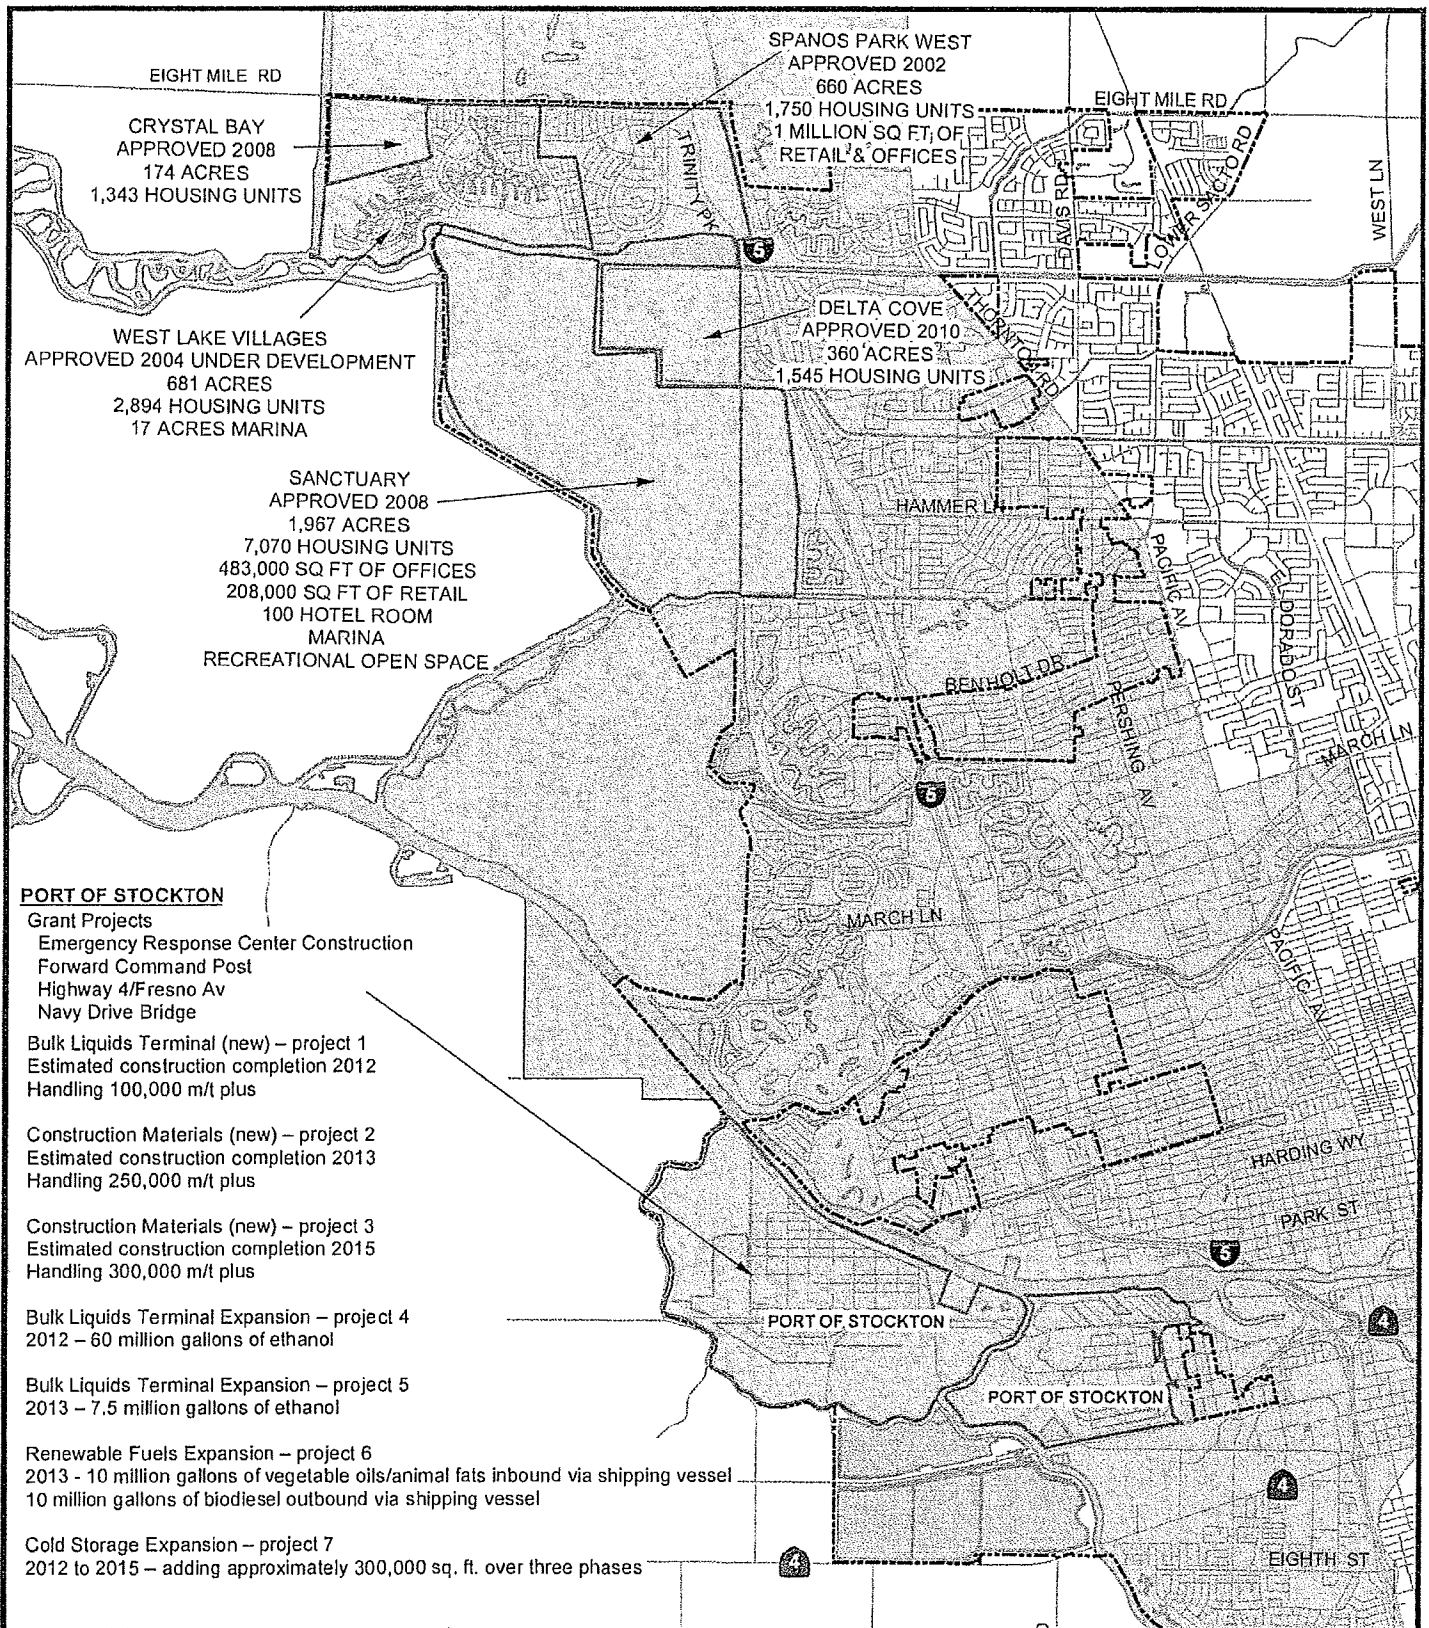 EIGHT MILE RD
CRYSTAL BAY
APPROVED 2008
174 ACRES
1,343 HOUSING UNITS
SPANOS PARK WEST
APPROVED 2002
660 ACRES
1,750 HOUSING UNITS
1 MILLION SQ FT, OF
RETAIL & OFFICES
EIGHT MILE RD
TRINITY PK
DAVIS RD
LOWER SACTO RD
WEST LN
5
WEST LAKE VILLAGES
APPROVED 2004 UNDER DEVELOPMENT
681 ACRES
2,894 HOUSING UNITS
17 ACRES MARINA
DELTA COVE
APPROVED 2010
360 ACRES
1,545 HOUSING UNITS
THORNTON RD
SANCTUARY
APPROVED 2008
1,967 ACRES
7,070 HOUSING UNITS
483,000 SQ FT OF OFFICES
208,000 SQ FT OF RETAIL
100 HOTEL ROOM
MARINA
RECREATIONAL OPEN SPACE
HAMMER L
PACIFIC AV
EL DORADO ST
BEN HOLT DR
PERSHING AV
MARCH LN
5
MARCH LN
PACIFIC AV
PORT OF STOCKTON
Grant Projects
Emergency Response Center Construction
Forward Command Post
Highway 4/Fresno Av
Navy Drive Bridge
Bulk Liquids Terminal (new) – project 1
Estimated construction completion 2012
Handling 100,000 m/t plus
Construction Materials (new) – project 2
Estimated construction completion 2013
Handling 250,000 m/t plus
Construction Materials (new) – project 3
Estimated construction completion 2015
Handling 300,000 m/t plus
Bulk Liquids Terminal Expansion – project 4
2012 – 60 million gallons of ethanol
Bulk Liquids Terminal Expansion – project 5
2013 – 7.5 million gallons of ethanol
Renewable Fuels Expansion – project 6
2013 - 10 million gallons of vegetable oils/animal fats inbound via shipping vessel
10 million gallons of biodiesel outbound via shipping vessel
Cold Storage Expansion – project 7
2012 to 2015 – adding approximately 300,000 sq. ft. over three phases
HARDING WY
PARK ST
5
4
PORT OF STOCKTON
PORT OF STOCKTON
4
4
EIGHTH ST